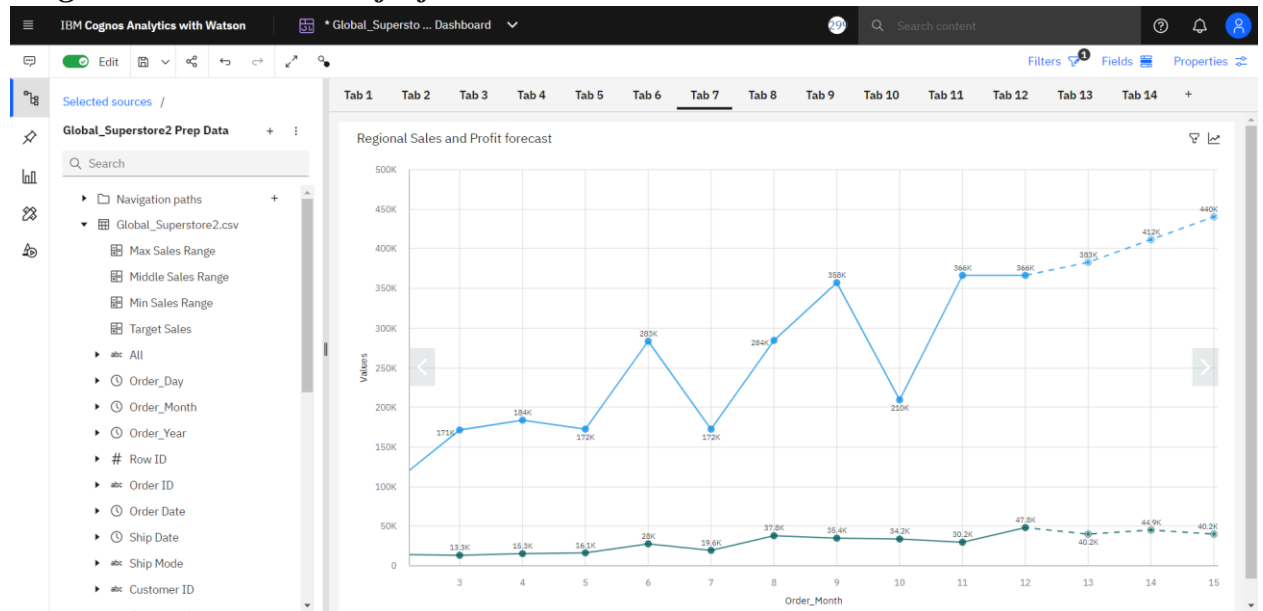 IBM Cognos Analytics with Watson
* Global_Supersto ... Dashboard
299
Search content
Edit
Filters
1
Fields
Properties
Selected sources /
Global_Superstore2 Prep Data
Search
Navigation paths
Global_Superstore2.csv
Max Sales Range
Middle Sales Range
Min Sales Range
Target Sales
abc All
Order_Day
Order_Month
Order_Year
# Row ID
abc Order ID
Order Date
Ship Date
abc Ship Mode
abc Customer ID
Tab 1 Tab 2 Tab 3 Tab 4 Tab 5 Tab 6 Tab 7 Tab 8 Tab 9 Tab 10 Tab 11 Tab 12 Tab 13 Tab 14 +
Regional Sales and Profit forecast
Values
500K
450K
400K
350K
300K
250K
200K
150K
100K
50K
0
171K 184K 172K 283K 172K 284K 358K 210K 366K 366K 383K 412K 440K
13.3K 15.3K 16.1K 28K 19.6K 37.8K 35.4K 34.2K 30.2K 47.8K 40.2K 44.9K 40.2K
3 4 5 6 7 8 9 10 11 12 13 14 15
Order_Month